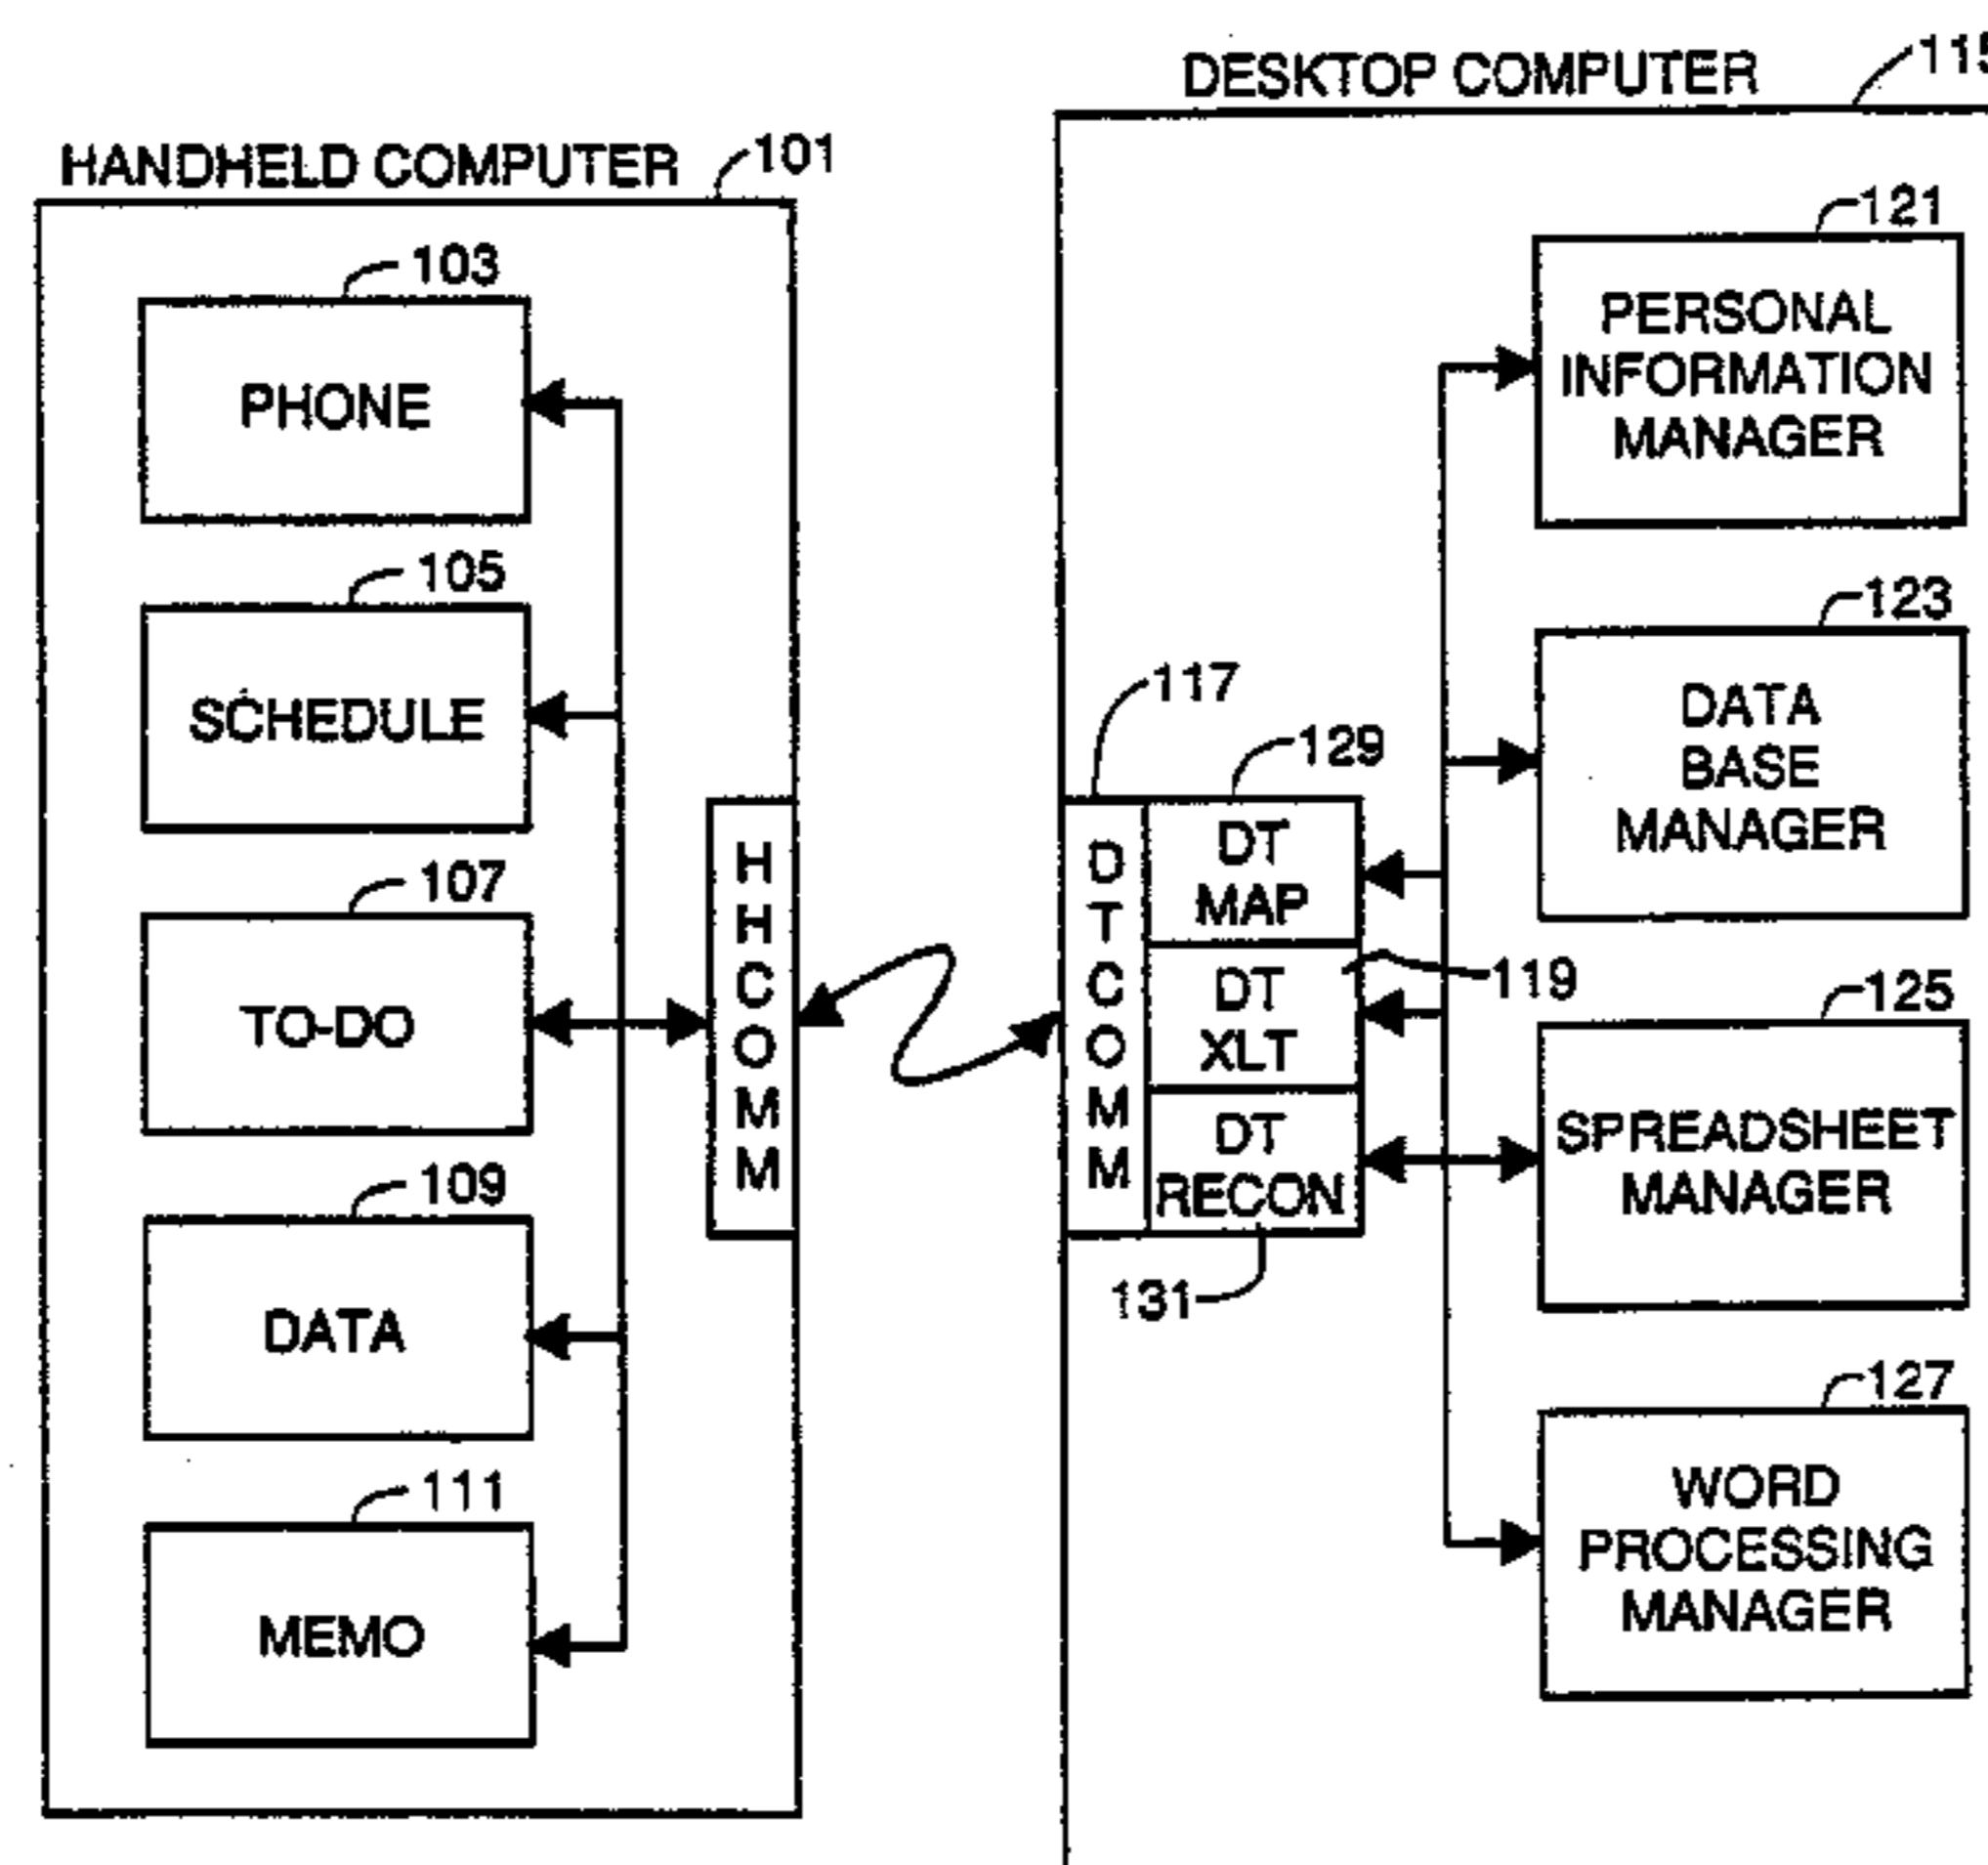 HANDHELD COMPUTER
101
103
PHONE
105
SCHEDULE
107
TO-DO
109
DATA
111
MEMO
HHCOMM
DESKTOP COMPUTER
115
117
DTCOMM
129
DT
MAP
119
DT
XLT
DT
RECON
131
121
PERSONAL
INFORMATION
MANAGER
123
DATA
BASE
MANAGER
125
SPREADSHEET
MANAGER
127
WORD
PROCESSING
MANAGER